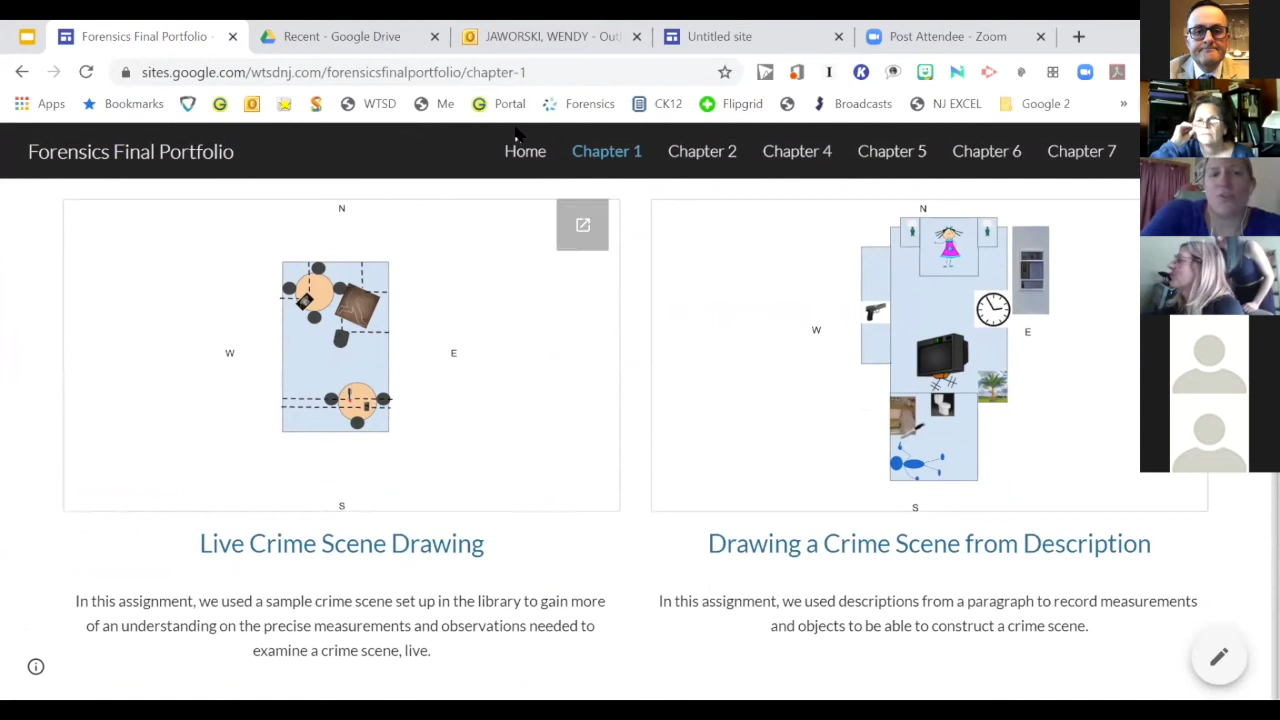 Forensics Final Portfolio -
Recent - Google Drive
JAWORSKI, WENDY - Out
Untitled site
Post Attendee - Zoom
sites.google.com/wtsdnj.com/forensicsfinalportfolio/chapter-1
Apps
Bookmarks
WTSD
Me
Portal
Forensics
CK12
Flipgrid
Broadcasts
NJ EXCEL
Google 2
Forensics Final Portfolio
Home
Chapter 1
Chapter 2
Chapter 4
Chapter 5
Chapter 6
Chapter 7
N
W
E
S
N
W
E
S
Live Crime Scene Drawing
In this assignment, we used a sample crime scene set up in the library to gain more
of an understanding on the precise measurements and observations needed to
examine a crime scene, live.
Drawing a Crime Scene from Description
In this assignment, we used descriptions from a paragraph to record measurements
and objects to be able to construct a crime scene.